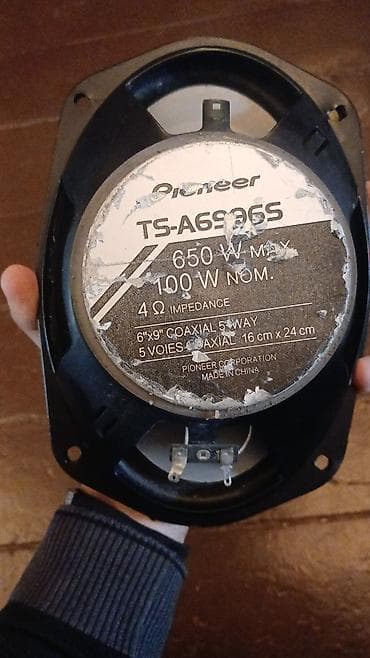 Pioneer
TS-A6996S
650 W MAX
100 W NOM.
4 Ω IMPEDANCE
6"x9" COAXIAL 5-WAY
5 VOIES COAXIAL 16 cm x 24 cm
PIONEER CORPORATION
MADE IN CHINA